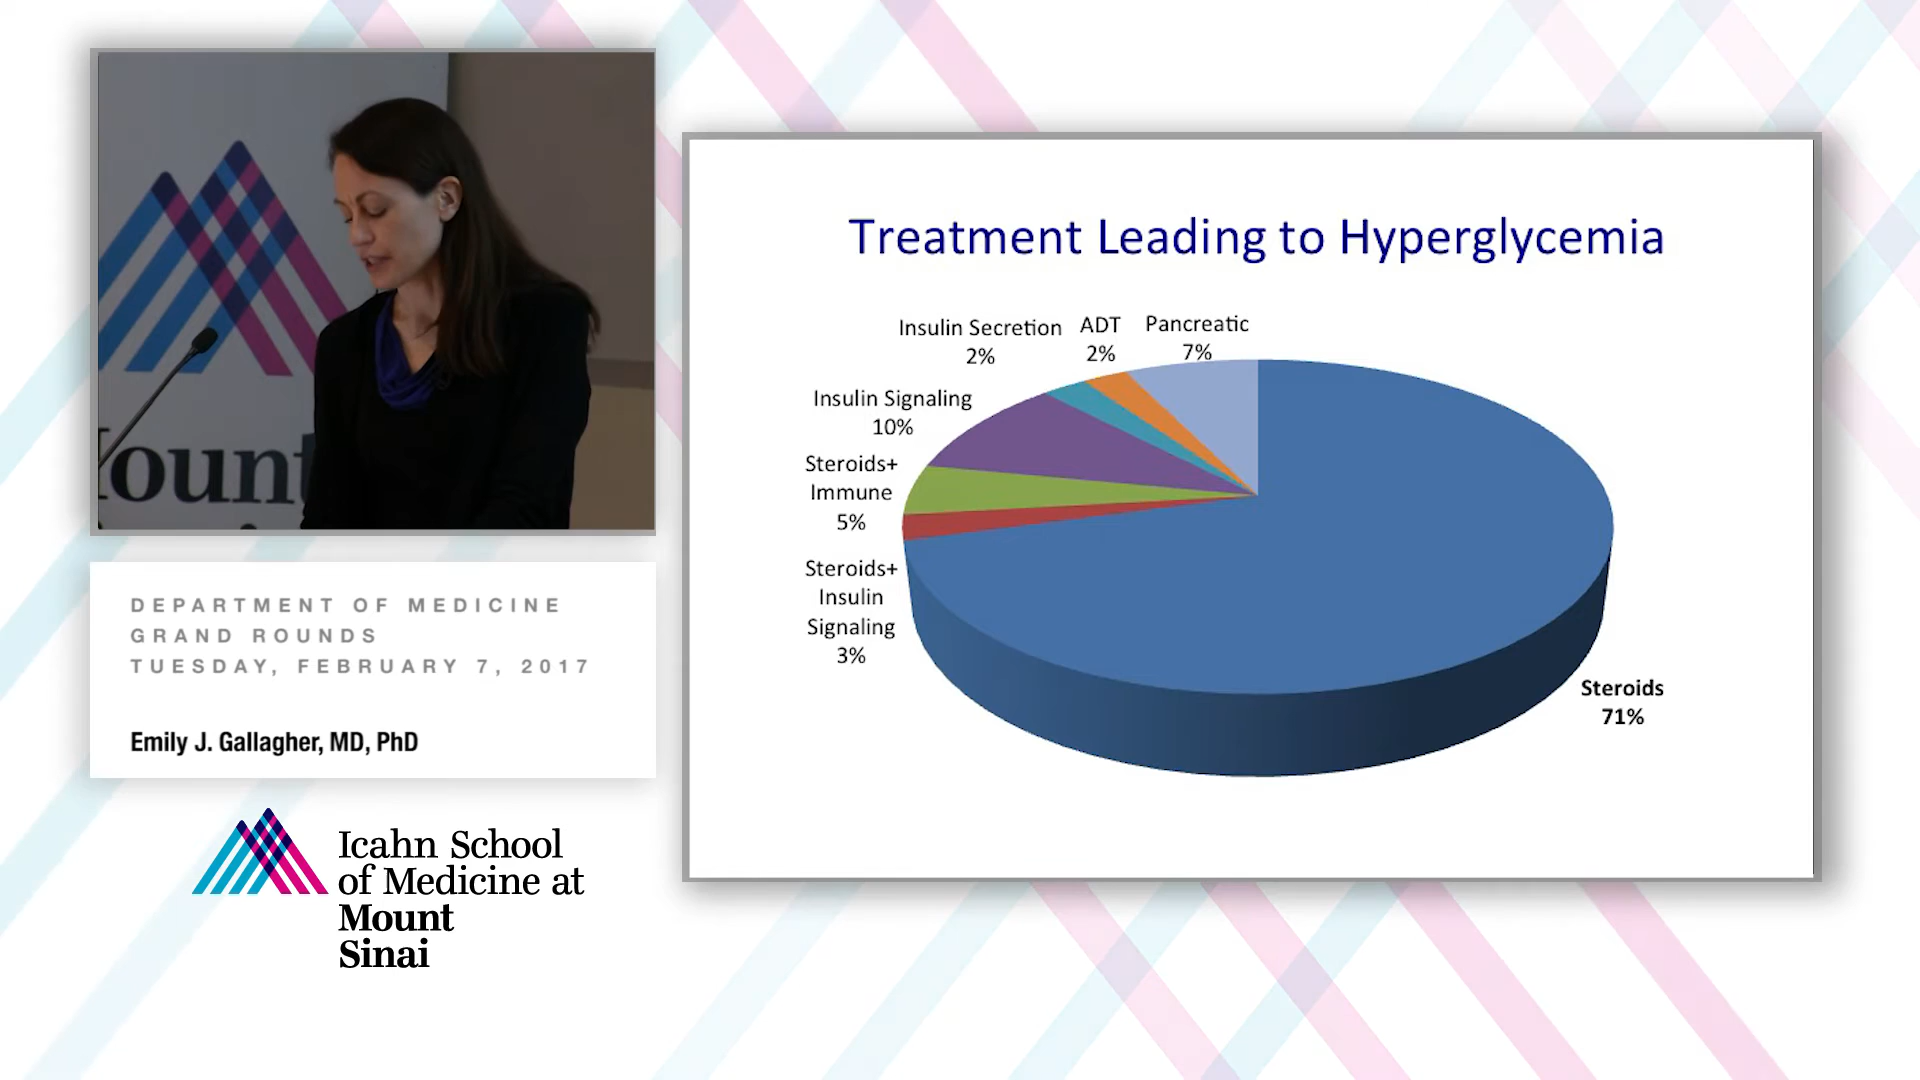 ount
DEPARTMENT OF MEDICINE
GRAND ROUNDS
TUESDAY, FEBRUARY 7, 2017
Emily J. Gallagher, MD, PhD
Icahn School
of Medicine at
Mount
Sinai
Treatment Leading to Hyperglycemia
Insulin Secretion
2%
ADT
2%
Pancreatic
7%
Insulin Signaling
10%
Steroids+
Immune
5%
Steroids+
Insulin
Signaling
3%
Steroids
71%